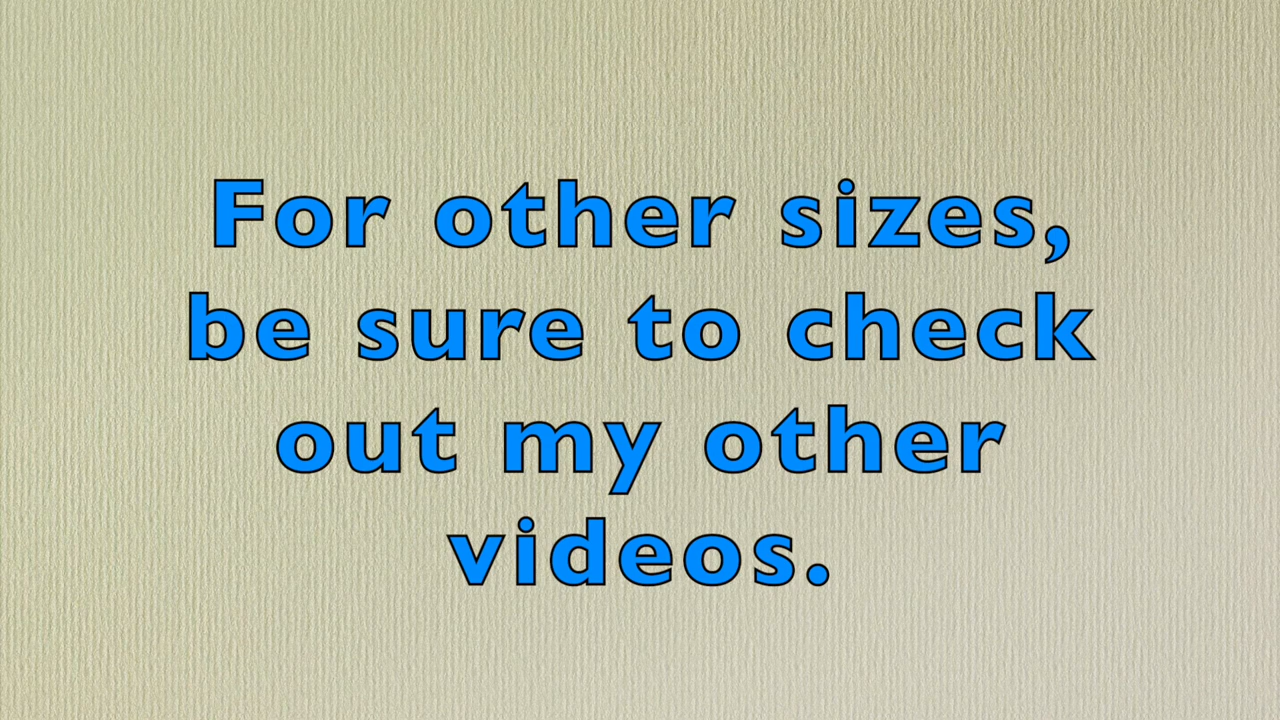 For other sizes,
be sure to check
out my other
videos.